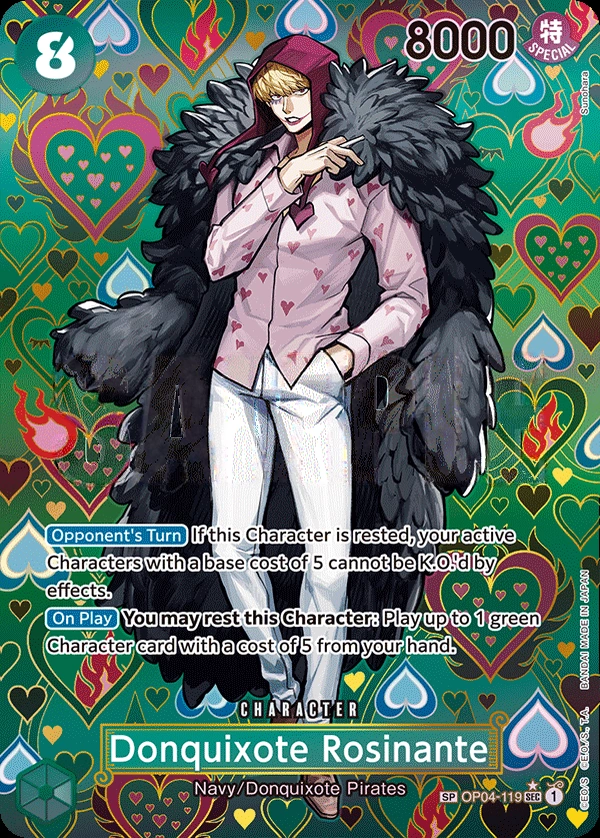 8
8000
特
SPECIAL
Sunohara
SAMPLE
Opponent's Turn If this Character is rested, your active
Characters with a base cost of 5 cannot be K.O.'d by
effects.
On Play You may rest this Character: Play up to 1 green
Character card with a cost of 5 from your hand.
CHARACTER
Donquixote Rosinante
Navy/Donquixote Pirates
SP OP04-119 SEC 1
©E.O/S. ©E.O./S., T.A. BANDAI MADE IN JAPAN